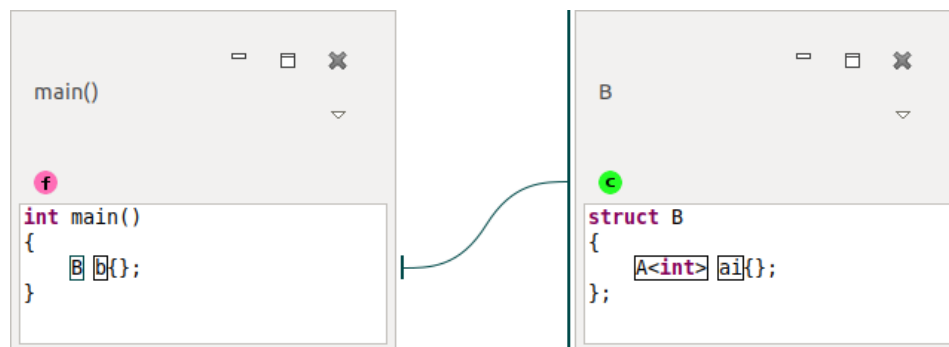 main()
f
int main()
{
    B b{};
}
B
c
struct B
{
    A<int> ai{};
};